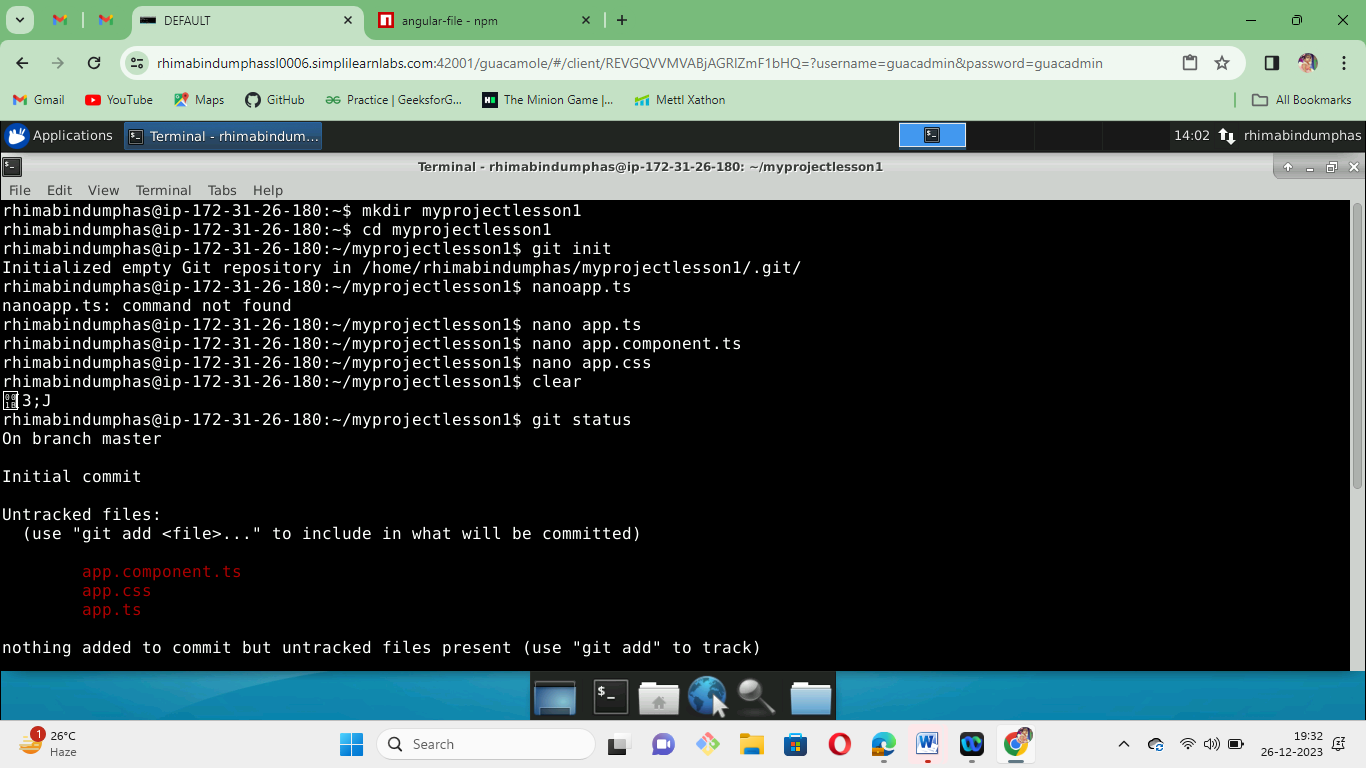 DEFAULT
angular-file - npm
rhimabindumphassl0006.simplilearnlabs.com:42001/guacamole/#/client/REVGQVVMVABjAGRlZmF1bHQ=?username=guacadmin&password=guacadmin
Gmail
YouTube
Maps
GitHub
Practice | GeeksforG...
The Minion Game |...
Mettl Xathon
All Bookmarks
Applications
Terminal - rhimabindum...
14:02
rhimabindumphas
Terminal - rhimabindumphas@ip-172-31-26-180: ~/myprojectlesson1
File Edit View Terminal Tabs Help
rhimabindumphas@ip-172-31-26-180:~$ mkdir myprojectlesson1
rhimabindumphas@ip-172-31-26-180:~$ cd myprojectlesson1
rhimabindumphas@ip-172-31-26-180:~/myprojectlesson1$ git init
Initialized empty Git repository in /home/rhimabindumphas/myprojectlesson1/.git/
rhimabindumphas@ip-172-31-26-180:~/myprojectlesson1$ nanoapp.ts
nanoapp.ts: command not found
rhimabindumphas@ip-172-31-26-180:~/myprojectlesson1$ nano app.ts
rhimabindumphas@ip-172-31-26-180:~/myprojectlesson1$ nano app.component.ts
rhimabindumphas@ip-172-31-26-180:~/myprojectlesson1$ nano app.css
rhimabindumphas@ip-172-31-26-180:~/myprojectlesson1$ clear
[3;J
rhimabindumphas@ip-172-31-26-180:~/myprojectlesson1$ git status
On branch master
Initial commit
Untracked files:
(use "git add <file>..." to include in what will be committed)
app.component.ts
app.css
app.ts
nothing added to commit but untracked files present (use "git add" to track)
1
26°C
Haze
Search
19:32
26-12-2023